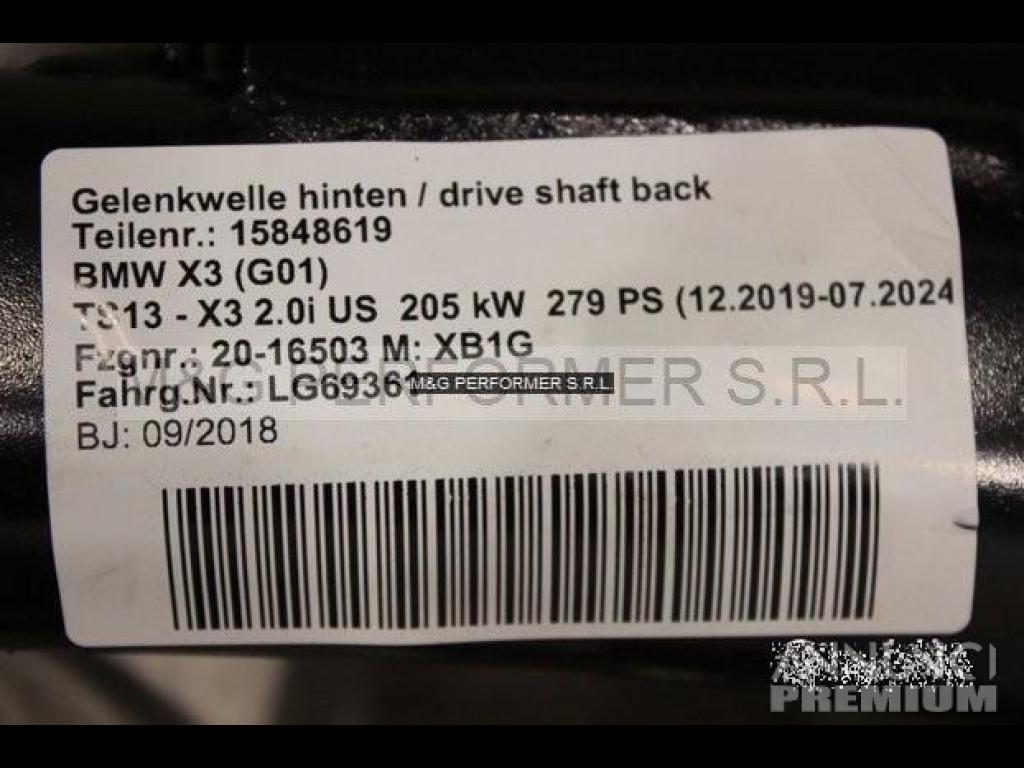 Gelenkwelle hinten / drive shaft back
Teilenr.: 15848619
BMW X3 (G01)
TS13 - X3 2.0i US 205 kW 279 PS (12.2019-07.2024
Fzgnr.: 20-16503 M: XB1G
M&G PERFORMER S.R.L.
Fahrg.Nr.: LG69361
M&G PERFORMER S.R.L.
BJ: 09/2018
PREMIUM